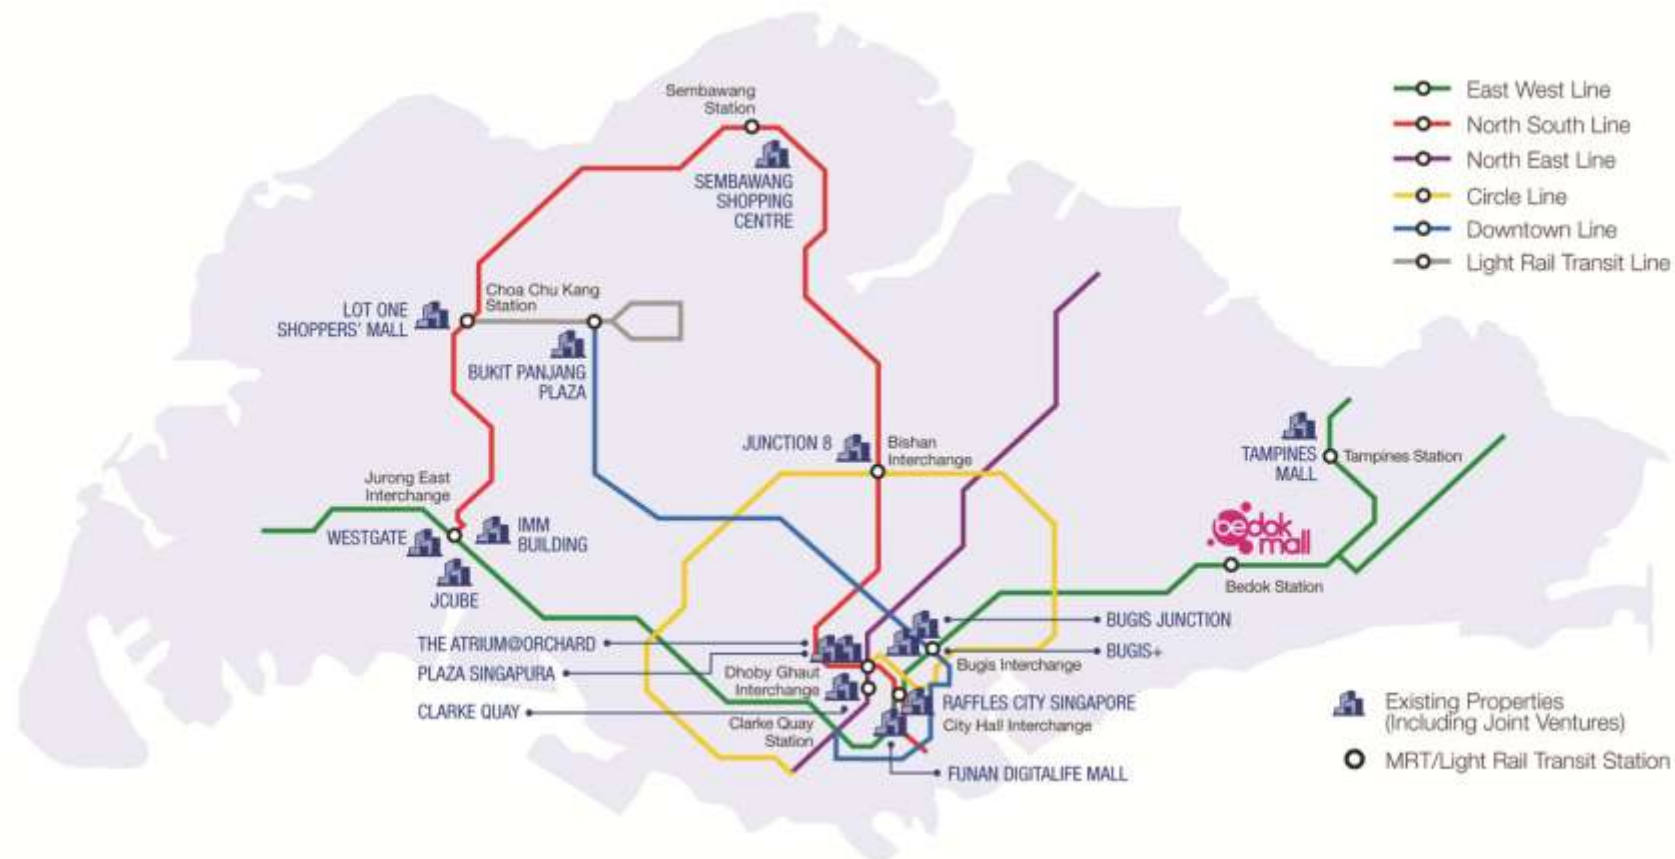 Sembawang
Station
SEMBAWANG
SHOPPING
CENTRE
East West Line
North South Line
North East Line
Circle Line
Downtown Line
Light Rail Transit Line
Choa Chu Kang
Station
LOT ONE
SHOPPERS' MALL
BUKIT PANJANG
PLAZA
JUNCTION 8
Bishan
Interchange
TAMPINES
MALL
Tampines Station
Jurong East
Interchange
WESTGATE
IMM
BUILDING
JCUBE
bedok
mall
Bedok Station
THE ATRIUM@ORCHARD
PLAZA SINGAPURA
CLARKE QUAY
Dhoby Ghaut
Interchange
Clarke Quay
Station
BUGIS JUNCTION
BUGIS+
Bugis Interchange
RAFFLES CITY SINGAPORE
City Hall Interchange
FUNAN DIGITALIFE MALL
Existing Properties
(Including Joint Ventures)
MRT/Light Rail Transit Station